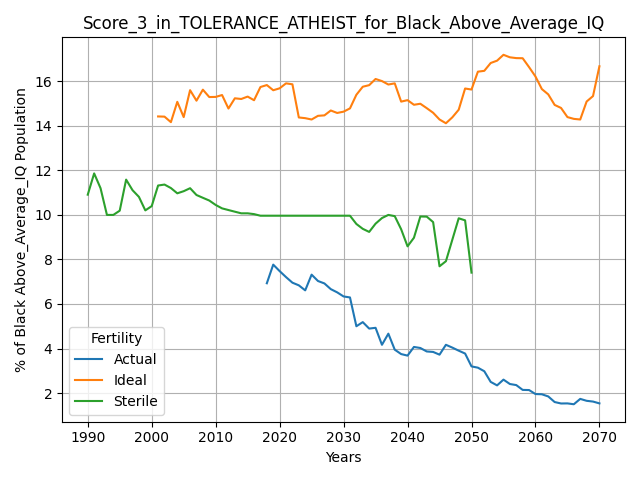 Score_3_in_TOLERANCE_ATHEIST_for_Black_Above_Average_IQ
% of Black Above_Average_IQ Population
16
14
12
10
8
6
4
2
Fertility
Actual
Ideal
Sterile
1990 2000 2010 2020 2030 2040 2050 2060 2070
Years